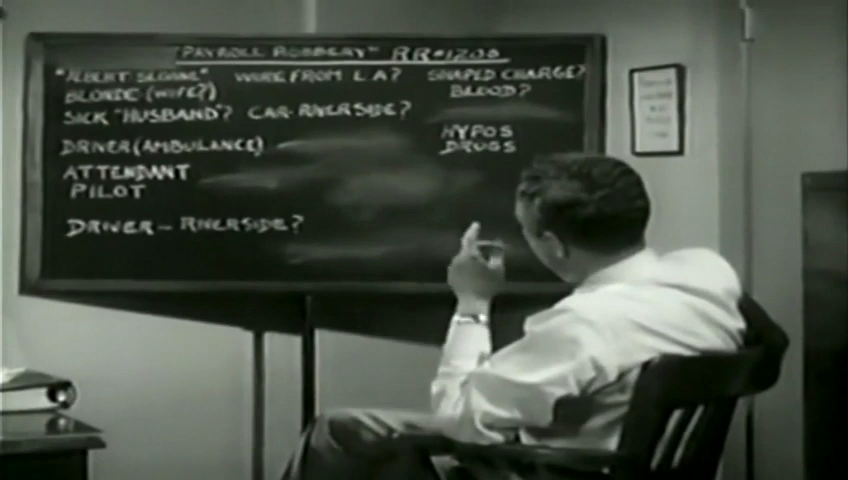 "PAYROLL ROBBERY" RR#1208
"ALBERT SLOANE" WIRE FROM L A? SHAPED CHARGE?
BLONDE (WIFE?) BLOOD?
SICK "HUSBAND"? CAR-RIVERSIDE?
DRIVER (AMBULANCE) HYPOS
ATTENDANT DRUGS
PILOT
DRIVER - RIVERSIDE?